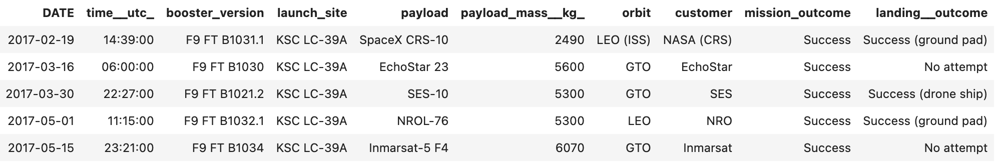 DATE time__utc_ booster_version launch_site payload payload_mass__kg_ orbit customer mission_outcome landing__outcome
2017-02-19 14:39:00 F9 FT B1031.1 KSC LC-39A SpaceX CRS-10 2490 LEO (ISS) NASA (CRS) Success Success (ground pad)
2017-03-16 06:00:00 F9 FT B1030 KSC LC-39A EchoStar 23 5600 GTO EchoStar Success No attempt
2017-03-30 22:27:00 F9 FT B1021.2 KSC LC-39A SES-10 5300 GTO SES Success Success (drone ship)
2017-05-01 11:15:00 F9 FT B1032.1 KSC LC-39A NROL-76 5300 LEO NRO Success Success (ground pad)
2017-05-15 23:21:00 F9 FT B1034 KSC LC-39A Inmarsat-5 F4 6070 GTO Inmarsat Success No attempt